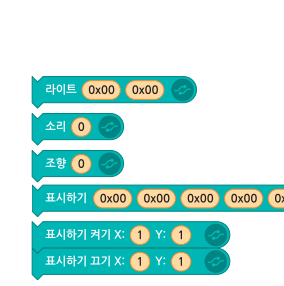 라이트 0x00 0x00
소리 0
조향 0
표시하기 0x00 0x00 0x00 0x00
표시하기 켜기 X: 1 Y: 1
표시하기 끄기 X: 1 Y: 1